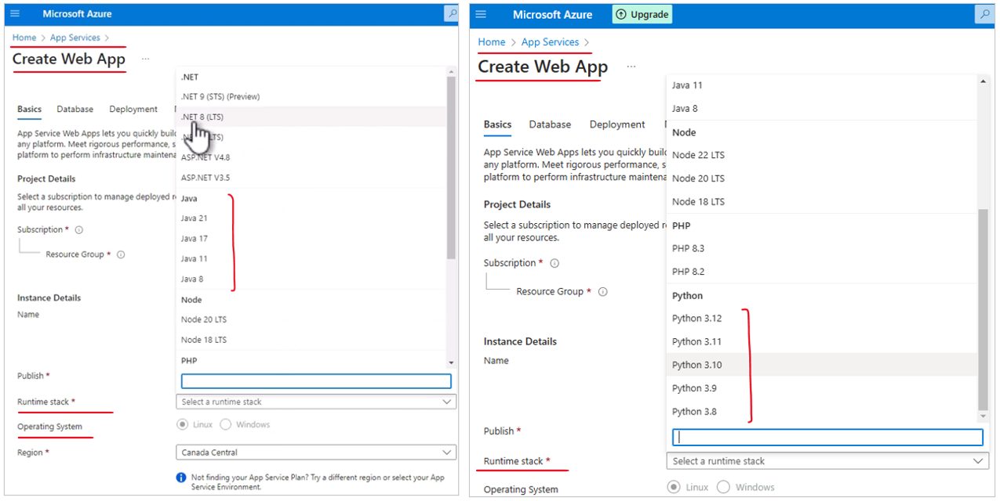 Microsoft Azure
Home > App Services >
Create Web App ...
.NET
.NET 9 (STS) (Preview)
.NET 8 (LTS)
LTS)
ASP.NET V4.8
ASP.NET V3.5
Java
Java 21
Java 17
Java 11
Java 8
Node
Node 20 LTS
Node 18 LTS
PHP
Basics Database Deployment
App Service Web Apps lets you quickly
any platform. Meet rigorous performance,
platform to perform infrastructure
Project Details
Select a subscription to manage deployed
all your resources.
Subscription *
Resource Group *
Instance Details
Name
Publish *
Runtime stack *
Select a runtime stack
Operating System
Linux Windows
Region *
Canada Central
Not finding your App Service Plan? Try a different region or select your App
Service Environment.
Microsoft Azure Upgrade
Home > App Services >
Create Web App ...
Java 11
Java 8
Node
Node 22 LTS
Node 20 LTS
Node 18 LTS
PHP
PHP 8.3
PHP 8.2
Python
Python 3.12
Python 3.11
Python 3.10
Python 3.9
Python 3.8
Basics Database Deployment
App Service Web Apps lets you quickly
any platform. Meet rigorous performance,
platform to perform infrastructure
Project Details
Select a subscription to manage deployed
all your resources.
Subscription *
Resource Group *
Instance Details
Name
Publish *
Runtime stack *
Select a runtime stack
Operating System
Linux Windows